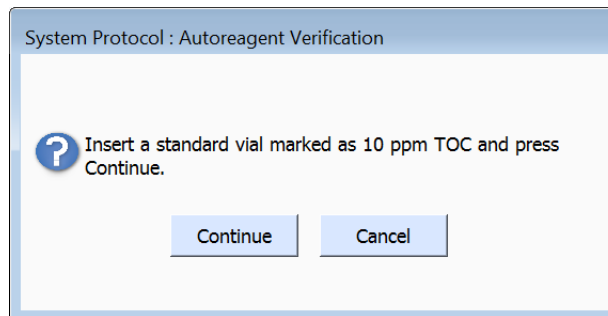 System Protocol : Autoreagent Verification
Insert a standard vial marked as 10 ppm TOC and press
Continue.
Continue Cancel